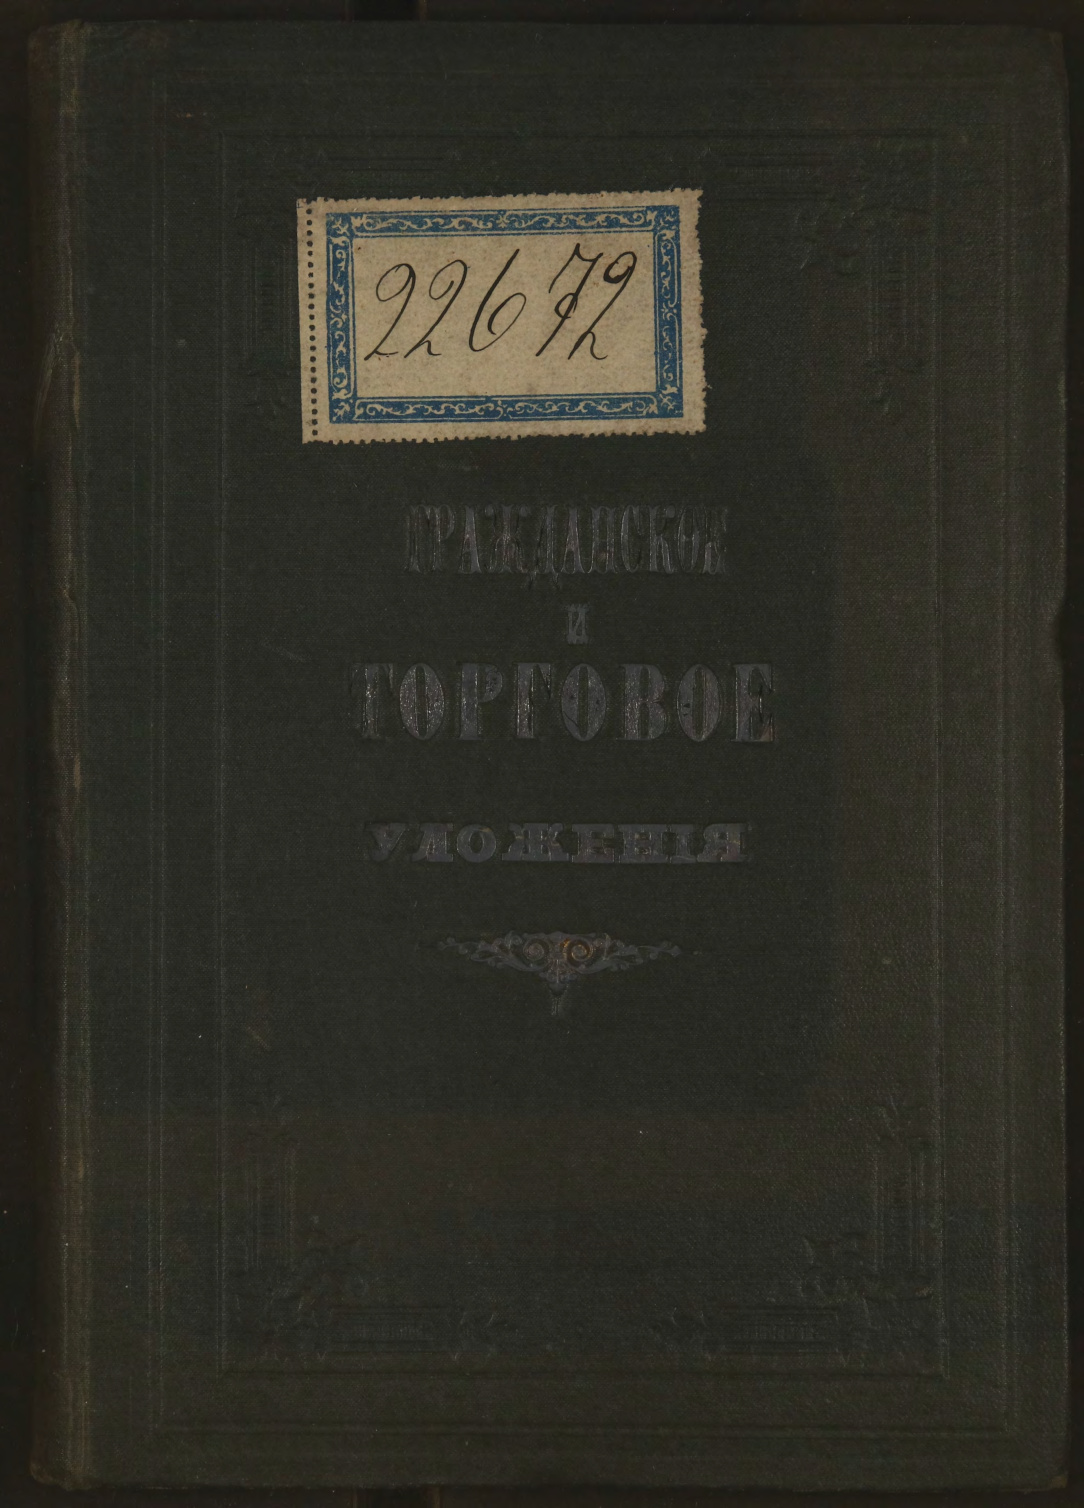 22672
ГРАЖДАНСКОЕ
И
ТОРГОВОЕ
УЛОЖЕНІЯ